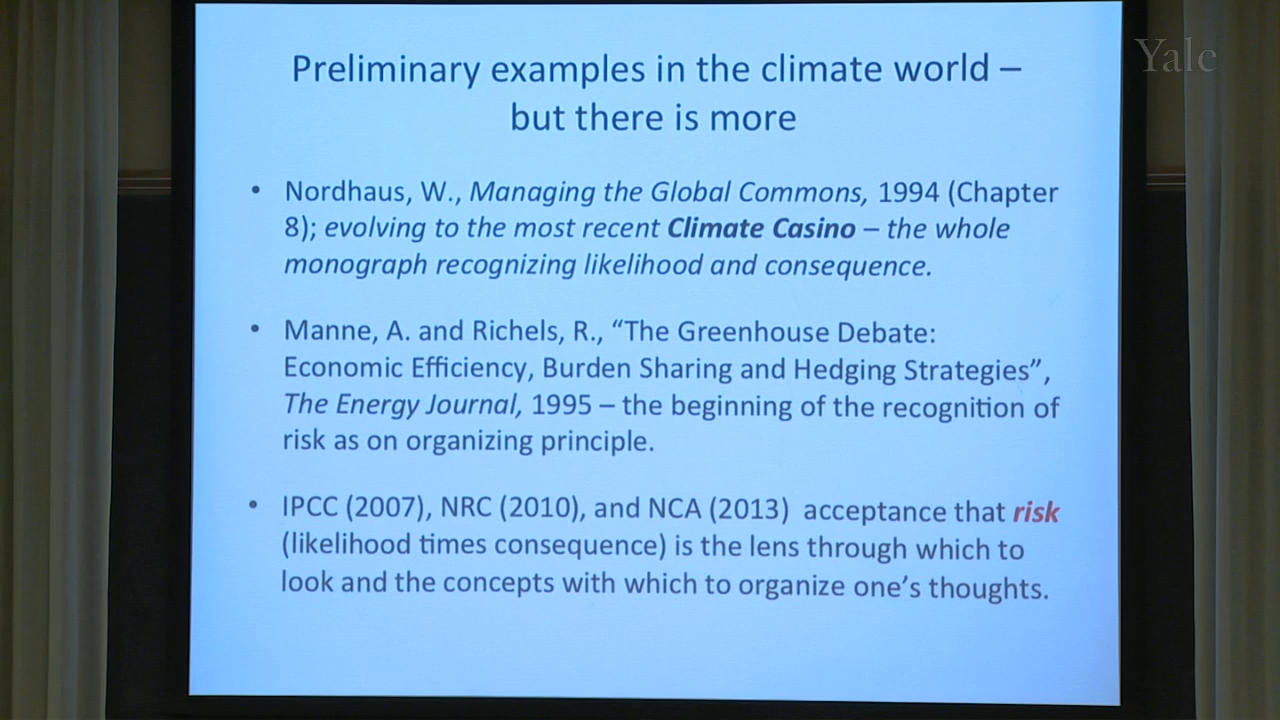 Preliminary examples in the climate world –
but there is more
Yale
• Nordhaus, W., Managing the Global Commons, 1994 (Chapter
8); evolving to the most recent Climate Casino – the whole
monograph recognizing likelihood and consequence.
• Manne, A. and Richels, R., “The Greenhouse Debate:
Economic Efficiency, Burden Sharing and Hedging Strategies”,
The Energy Journal, 1995 – the beginning of the recognition of
risk as on organizing principle.
• IPCC (2007), NRC (2010), and NCA (2013) acceptance that risk
(likelihood times consequence) is the lens through which to
look and the concepts with which to organize one’s thoughts.